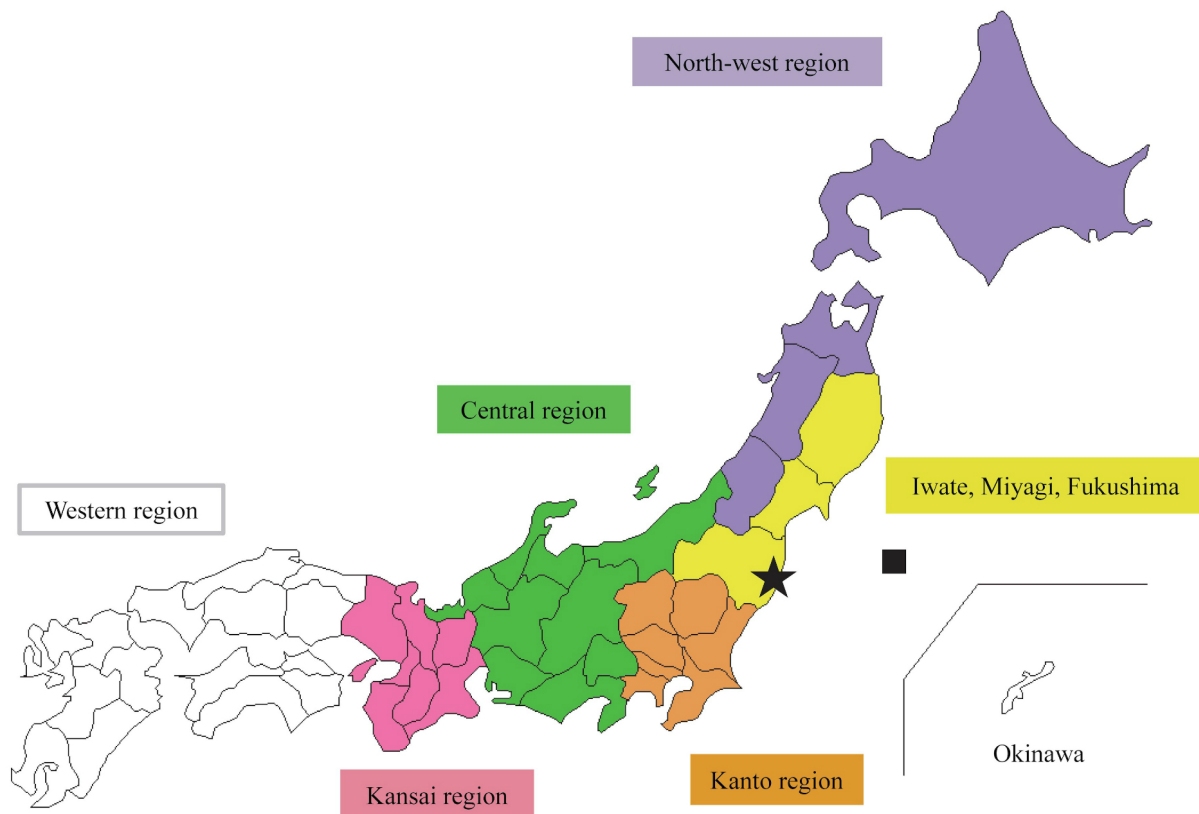 North-west region
Central region
Iwate, Miyagi, Fukushima
Western region
Okinawa
Kanto region
Kansai region